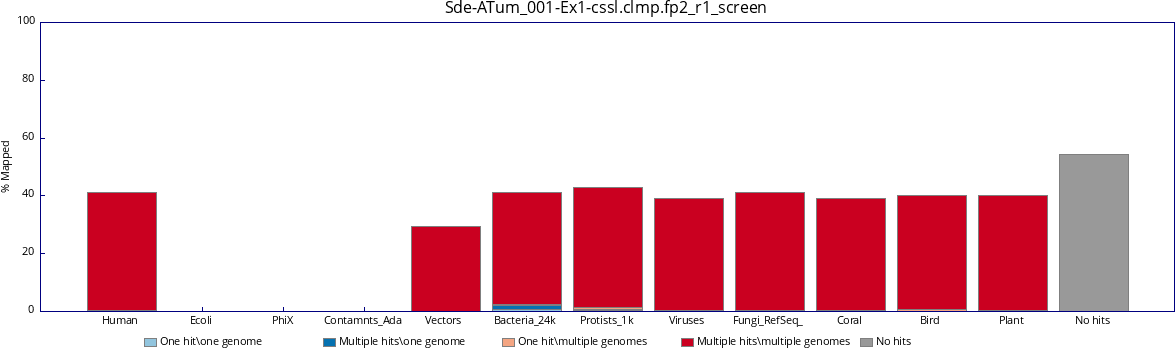 Sde-ATum_001-Ex1-cssl.clmp.fp2_r1_screen
100
80
60
40
20
0
% Mapped
Human Ecoli PhiX Contamnts_Ada Vectors Bacteria_24k Protists_1k Viruses Fungi_RefSeq_ Coral Bird Plant No hits
One hit\one genome Multiple hits\one genome One hit\multiple genomes Multiple hits\multiple genomes No hits